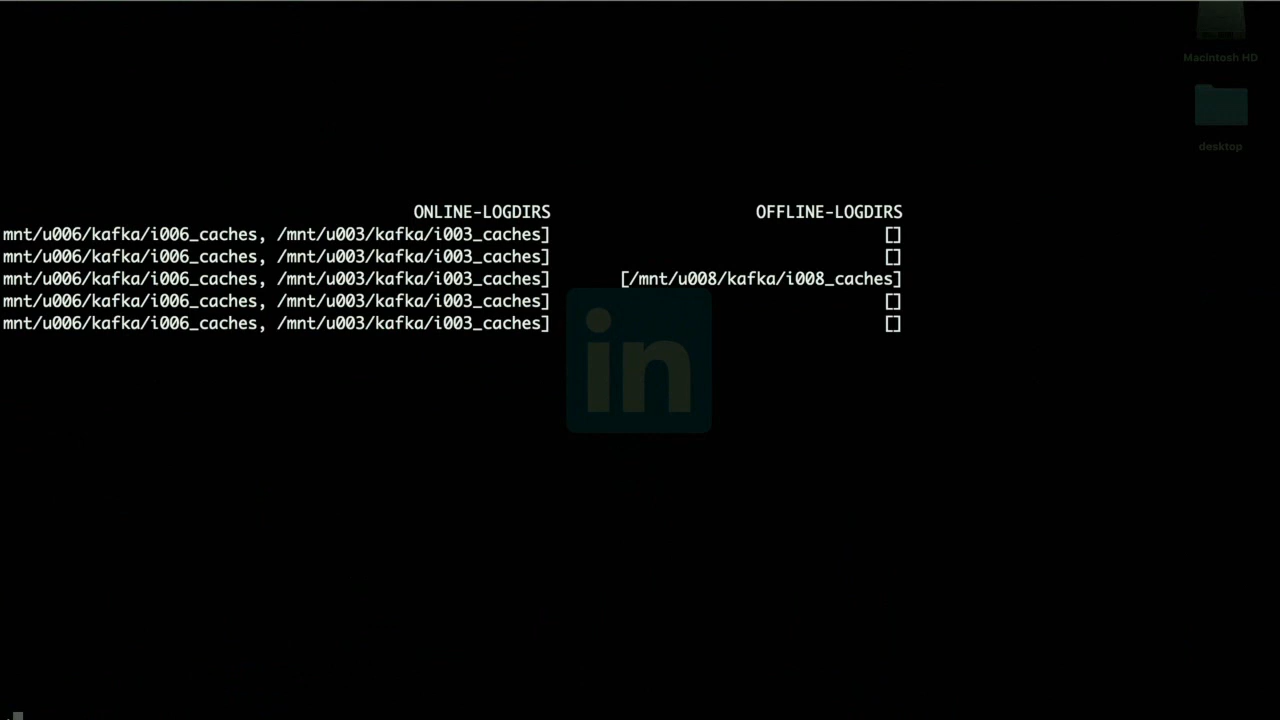 Macintosh HD
desktop
ONLINE-LOGDIRS OFFLINE-LOGDIRS
mnt/u006/kafka/i006_caches, /mnt/u003/kafka/i003_caches] []
mnt/u006/kafka/i006_caches, /mnt/u003/kafka/i003_caches] []
mnt/u006/kafka/i006_caches, /mnt/u003/kafka/i003_caches] [/mnt/u008/kafka/i008_caches]
mnt/u006/kafka/i006_caches, /mnt/u003/kafka/i003_caches] []
mnt/u006/kafka/i006_caches, /mnt/u003/kafka/i003_caches] []
in